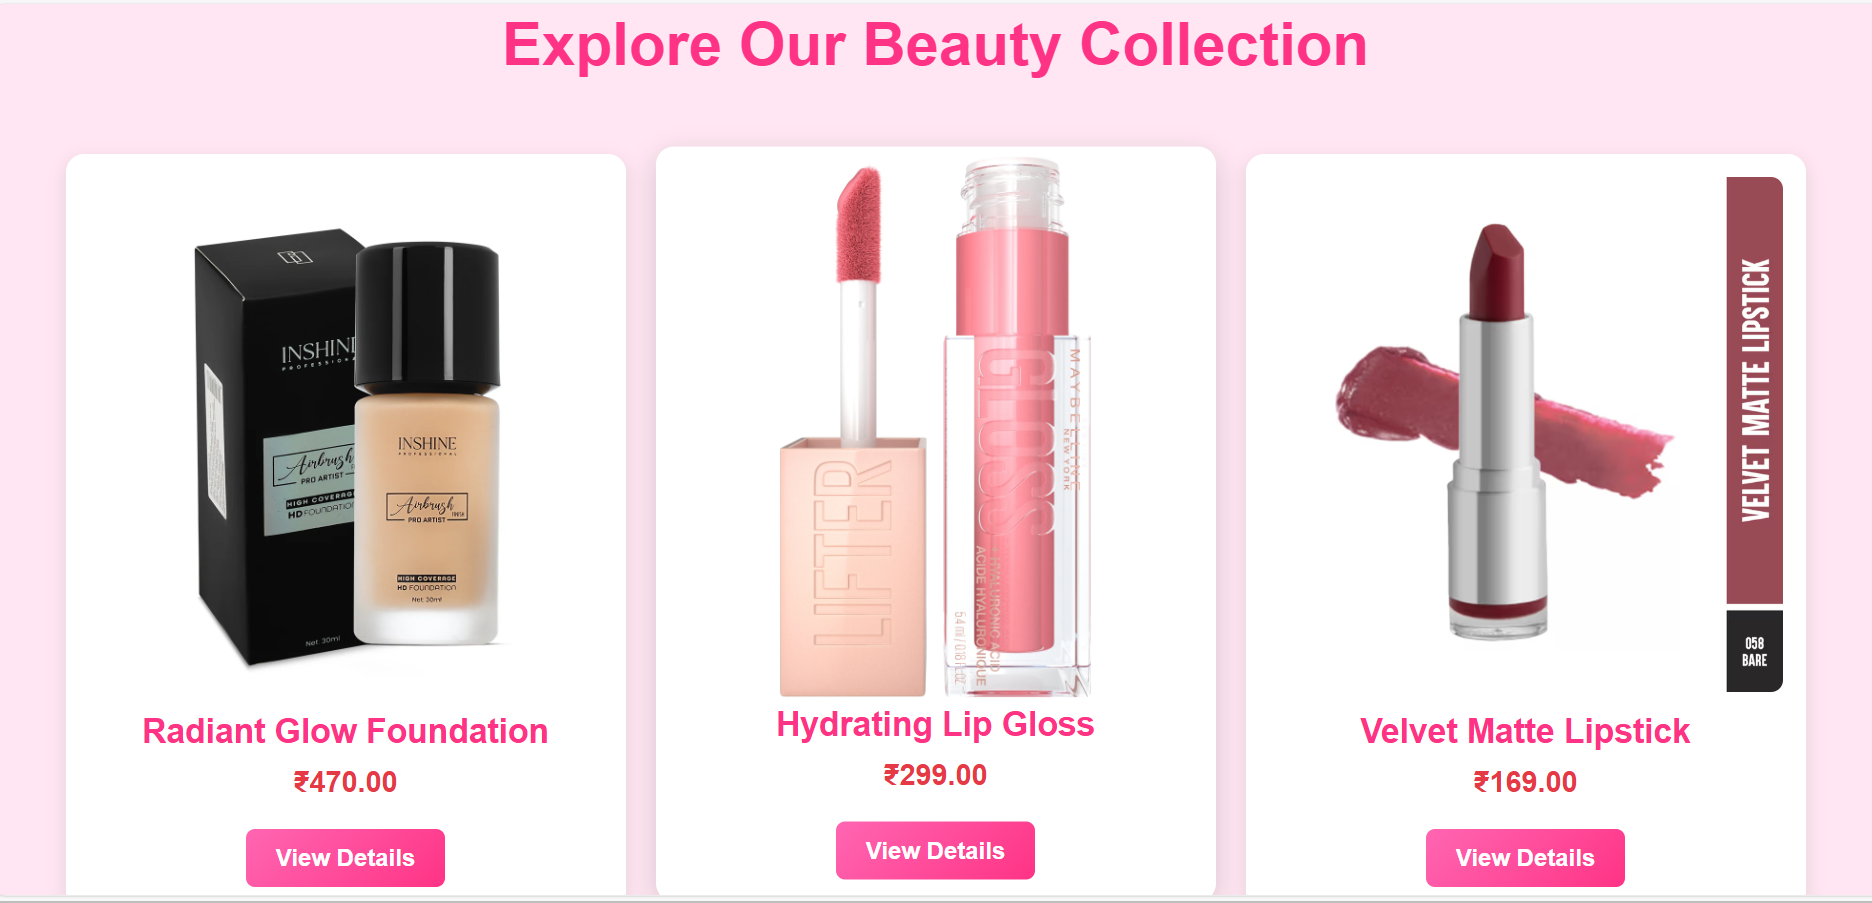 Explore Our Beauty Collection
INSHINE
PROFESSIONAL
Airbrush
PRO ARTIST
HIGH COVERAGE
HD FOUNDATION
Net: 30ml
INSHINE
PROFESSIONAL
Airbrush
FINISH
PRO ARTIST
HIGH COVERAGE
HD FOUNDATION
Net: 30ml
Radiant Glow Foundation
₹470.00
View Details
LIFTER
GLOSS
MAYBELLINE
NEW YORK
+ HYALURONIC ACID
ACIDE HYALURONIQUE
5.4 ml / 0.18 FL OZ
Hydrating Lip Gloss
₹299.00
View Details
VELVET MATTE LIPSTICK
058
BARE
Velvet Matte Lipstick
₹169.00
View Details